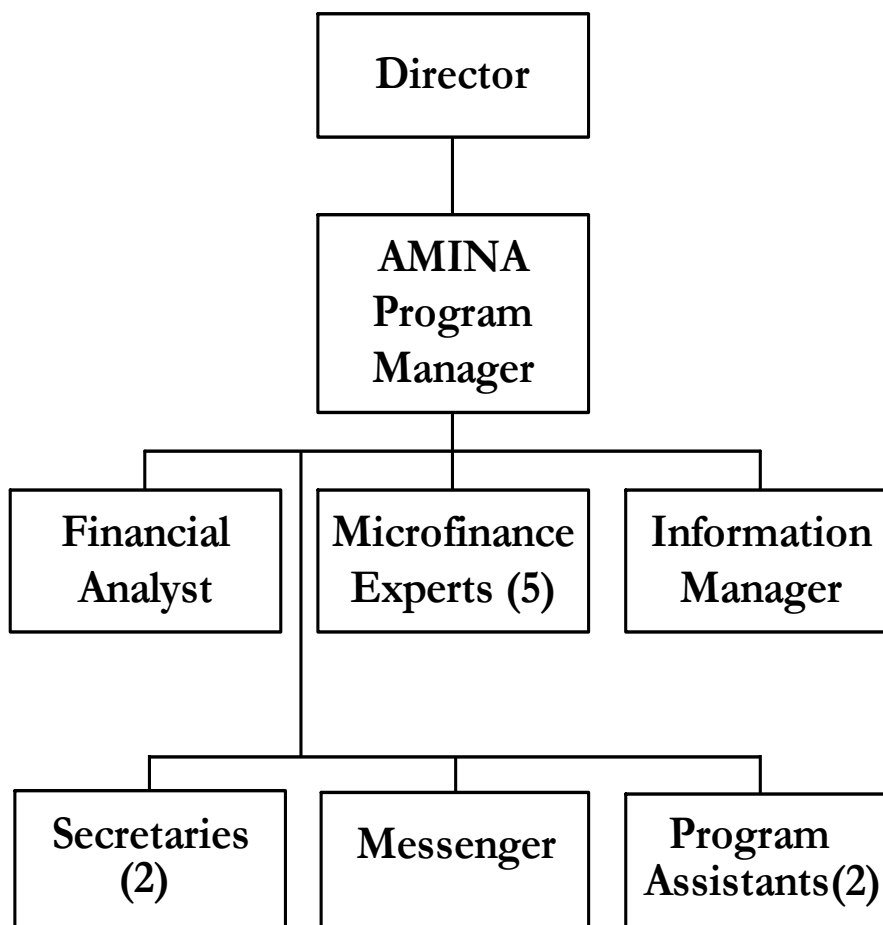 Director
AMINA
Program
Manager
Financial
Analyst
Microfinance
Experts (5)
Information
Manager
Secretaries
(2)
Messenger
Program
Assistants(2)